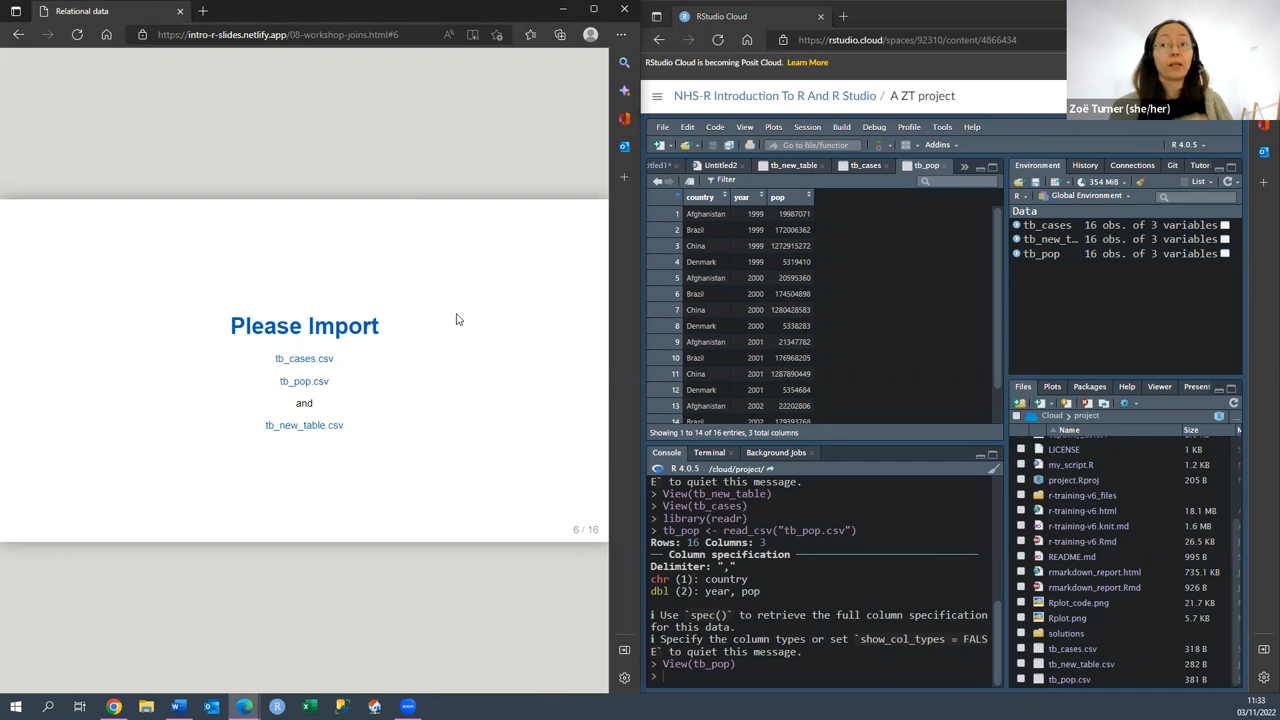 Relational data
https://intro-r-slides.netlify.app/08-workshop-joins.html#6
Please Import
tb_cases.csv
tb_pop.csv
and
tb_new_table.csv
6 / 16
RStudio Cloud
https://rstudio.cloud/spaces/92310/content/4866434
RStudio Cloud is becoming Posit Cloud. Learn More
NHS-R Introduction To R And R Studio / A ZT project
Zoë Turner (she/her)
File Edit Code View Plots Session Build Debug Profile Tools Help
Go to file/function Addins R 4.0.5
Untitled2 tb_new_table tb_cases tb_pop
Filter
country year pop
1 Afghanistan 1999 19987071
2 Brazil 1999 172006362
3 China 1999 1272915272
4 Denmark 1999 5319410
5 Afghanistan 2000 20595360
6 Brazil 2000 174504898
7 China 2000 1280428583
8 Denmark 2000 5338283
9 Afghanistan 2001 21347782
10 Brazil 2001 176968205
11 China 2001 1287890449
12 Denmark 2001 5354684
13 Afghanistan 2002 22202806
14 Brazil 2002 179393768
Showing 1 to 14 of 16 entries, 3 total columns
Console Terminal Background Jobs
R 4.0.5 · /cloud/project/
E` to quiet this message.
> View(tb_new_table)
> View(tb_cases)
> library(readr)
> tb_pop <- read_csv("tb_pop.csv")
Rows: 16 Columns: 3
── Column specification
Delimiter: ","
chr (1): country
dbl (2): year, pop
ℹ Use `spec()` to retrieve the full column specification
for this data.
ℹ Specify the column types or set `show_col_types = FALS
E` to quiet this message.
> View(tb_pop)
>
Environment History Connections Git Tutor
354 MiB List
R Global Environment
Data
tb_cases 16 obs. of 3 variables
tb_new_t… 16 obs. of 3 variables
tb_pop 16 obs. of 3 variables
Files Plots Packages Help Viewer Present
Cloud project
Name Size
LICENSE 1 KB
my_script.R 1.2 KB
project.Rproj 205 B
r-training-v6_files
r-training-v6.html 18.1 MB
r-training-v6.knit.md 1.6 MB
r-training-v6.Rmd 26.5 KB
README.md 995 B
rmarkdown_report.html 735.1 KB
rmarkdown_report.Rmd 926 B
Rplot_code.png 21.7 KB
Rplot.png 5.7 KB
solutions
tb_cases.csv 318 B
tb_new_table.csv 282 B
tb_pop.csv 381 B
11:33
03/11/2022